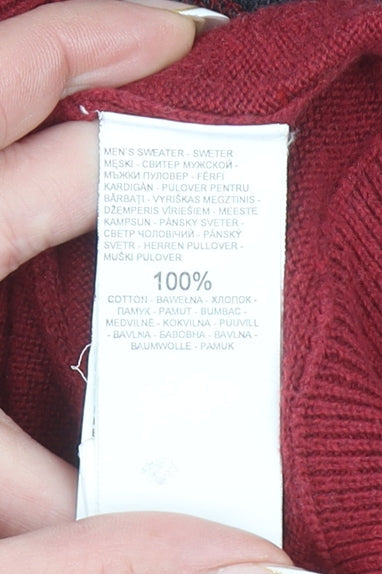 MEN'S SWEATER - SWETER
MĘSKI - СВИТЕР МУЖСКОЙ -
МЪЖКИ ПУЛОВЕР - FÉRFI
KARDIGÁN - PULOVER PENTRU
BĂRBAȚI - VYRIŠKAS MEGZTINIS -
DŽEMPERIS VĪRIEŠIEM - MEESTE
KAMPSUN - PÁNSKY SVETER -
СВЕТР ЧОЛОВІЧИЙ - PÁNSKÝ
SVETR - HERREN PULLOVER -
MUŠKI PULOVER
100%
COTTON - BAWEŁNA - ХЛОПОК -
ПАМУК - PAMUT - BUMBAC -
MEDVILNĖ - KOKVILNA - PUUVILL
- BAVLNA - БАВОВНА - BAVLNA -
BAUMWOLLE - PAMUK